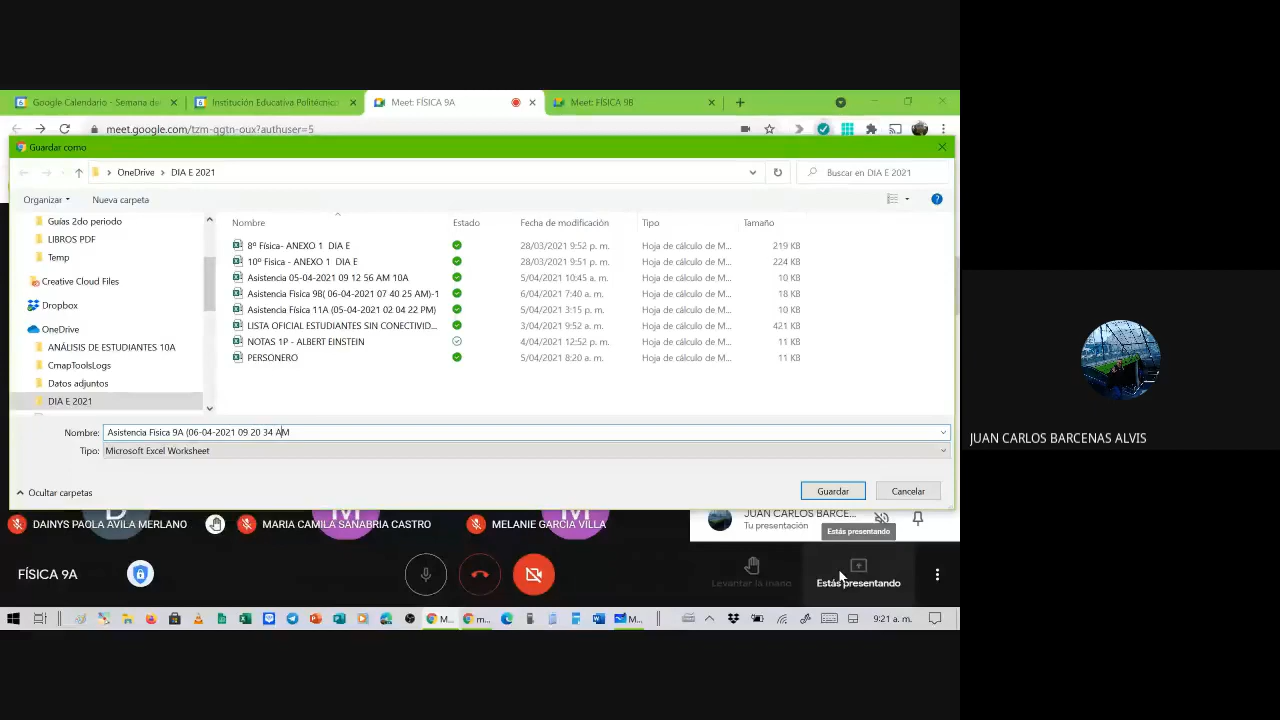 Google Calendario - Semana de
Institución Educativa Politécnic
Meet: FÍSICA 9A
Meet: FÍSICA 9B
meet.google.com/tzm-qgtn-oux?authuser=5
Guardar como
OneDrive
DIA E 2021
Buscar en DIA E 2021
Organizar
Nueva carpeta
Guías 2do periodo
LIBROS PDF
Temp
Creative Cloud Files
Dropbox
OneDrive
ANÁLISIS DE ESTUDIANTES 10A
CmapToolsLogs
Datos adjuntos
DIA E 2021
Nombre Estado Fecha de modificación Tipo Tamaño
8º Física- ANEXO 1 DIA E 28/03/2021 9:52 p. m. Hoja de cálculo de M... 219 KB
10º Física - ANEXO 1 DIA E 28/03/2021 9:51 p. m. Hoja de cálculo de M... 224 KB
Asistencia 05-04-2021 09 12 56 AM 10A 5/04/2021 10:45 a. m. Hoja de cálculo de M... 10 KB
Asistencia Fisica 9B( 06-04-2021 07 40 25 AM)-1 6/04/2021 7:40 a. m. Hoja de cálculo de M... 18 KB
Asistencia Física 11A (05-04-2021 02 04 22 PM) 5/04/2021 3:15 p. m. Hoja de cálculo de M... 10 KB
LISTA OFICIAL ESTUDIANTES SIN CONECTIVID... 3/04/2021 9:52 a. m. Hoja de cálculo de M... 421 KB
NOTAS 1P - ALBERT EINSTEIN 4/04/2021 12:52 p. m. Hoja de cálculo de M... 11 KB
PERSONERO 5/04/2021 8:20 a. m. Hoja de cálculo de M... 11 KB
Nombre: Asistencia Fisica 9A (06-04-2021 09 20 34 AM
Tipo: Microsoft Excel Worksheet
Ocultar carpetas
Guardar
Cancelar
DAINYS PAOLA AVILA MERLANO
MARIA CAMILA SANABRIA CASTRO
MELANIE GARCIA VILLA
JUAN CARLOS BARCE...
Tu presentación
Estás presentando
FÍSICA 9A
Levantar la mano
Estás presentando
9:21 a. m.
JUAN CARLOS BARCENAS ALVIS